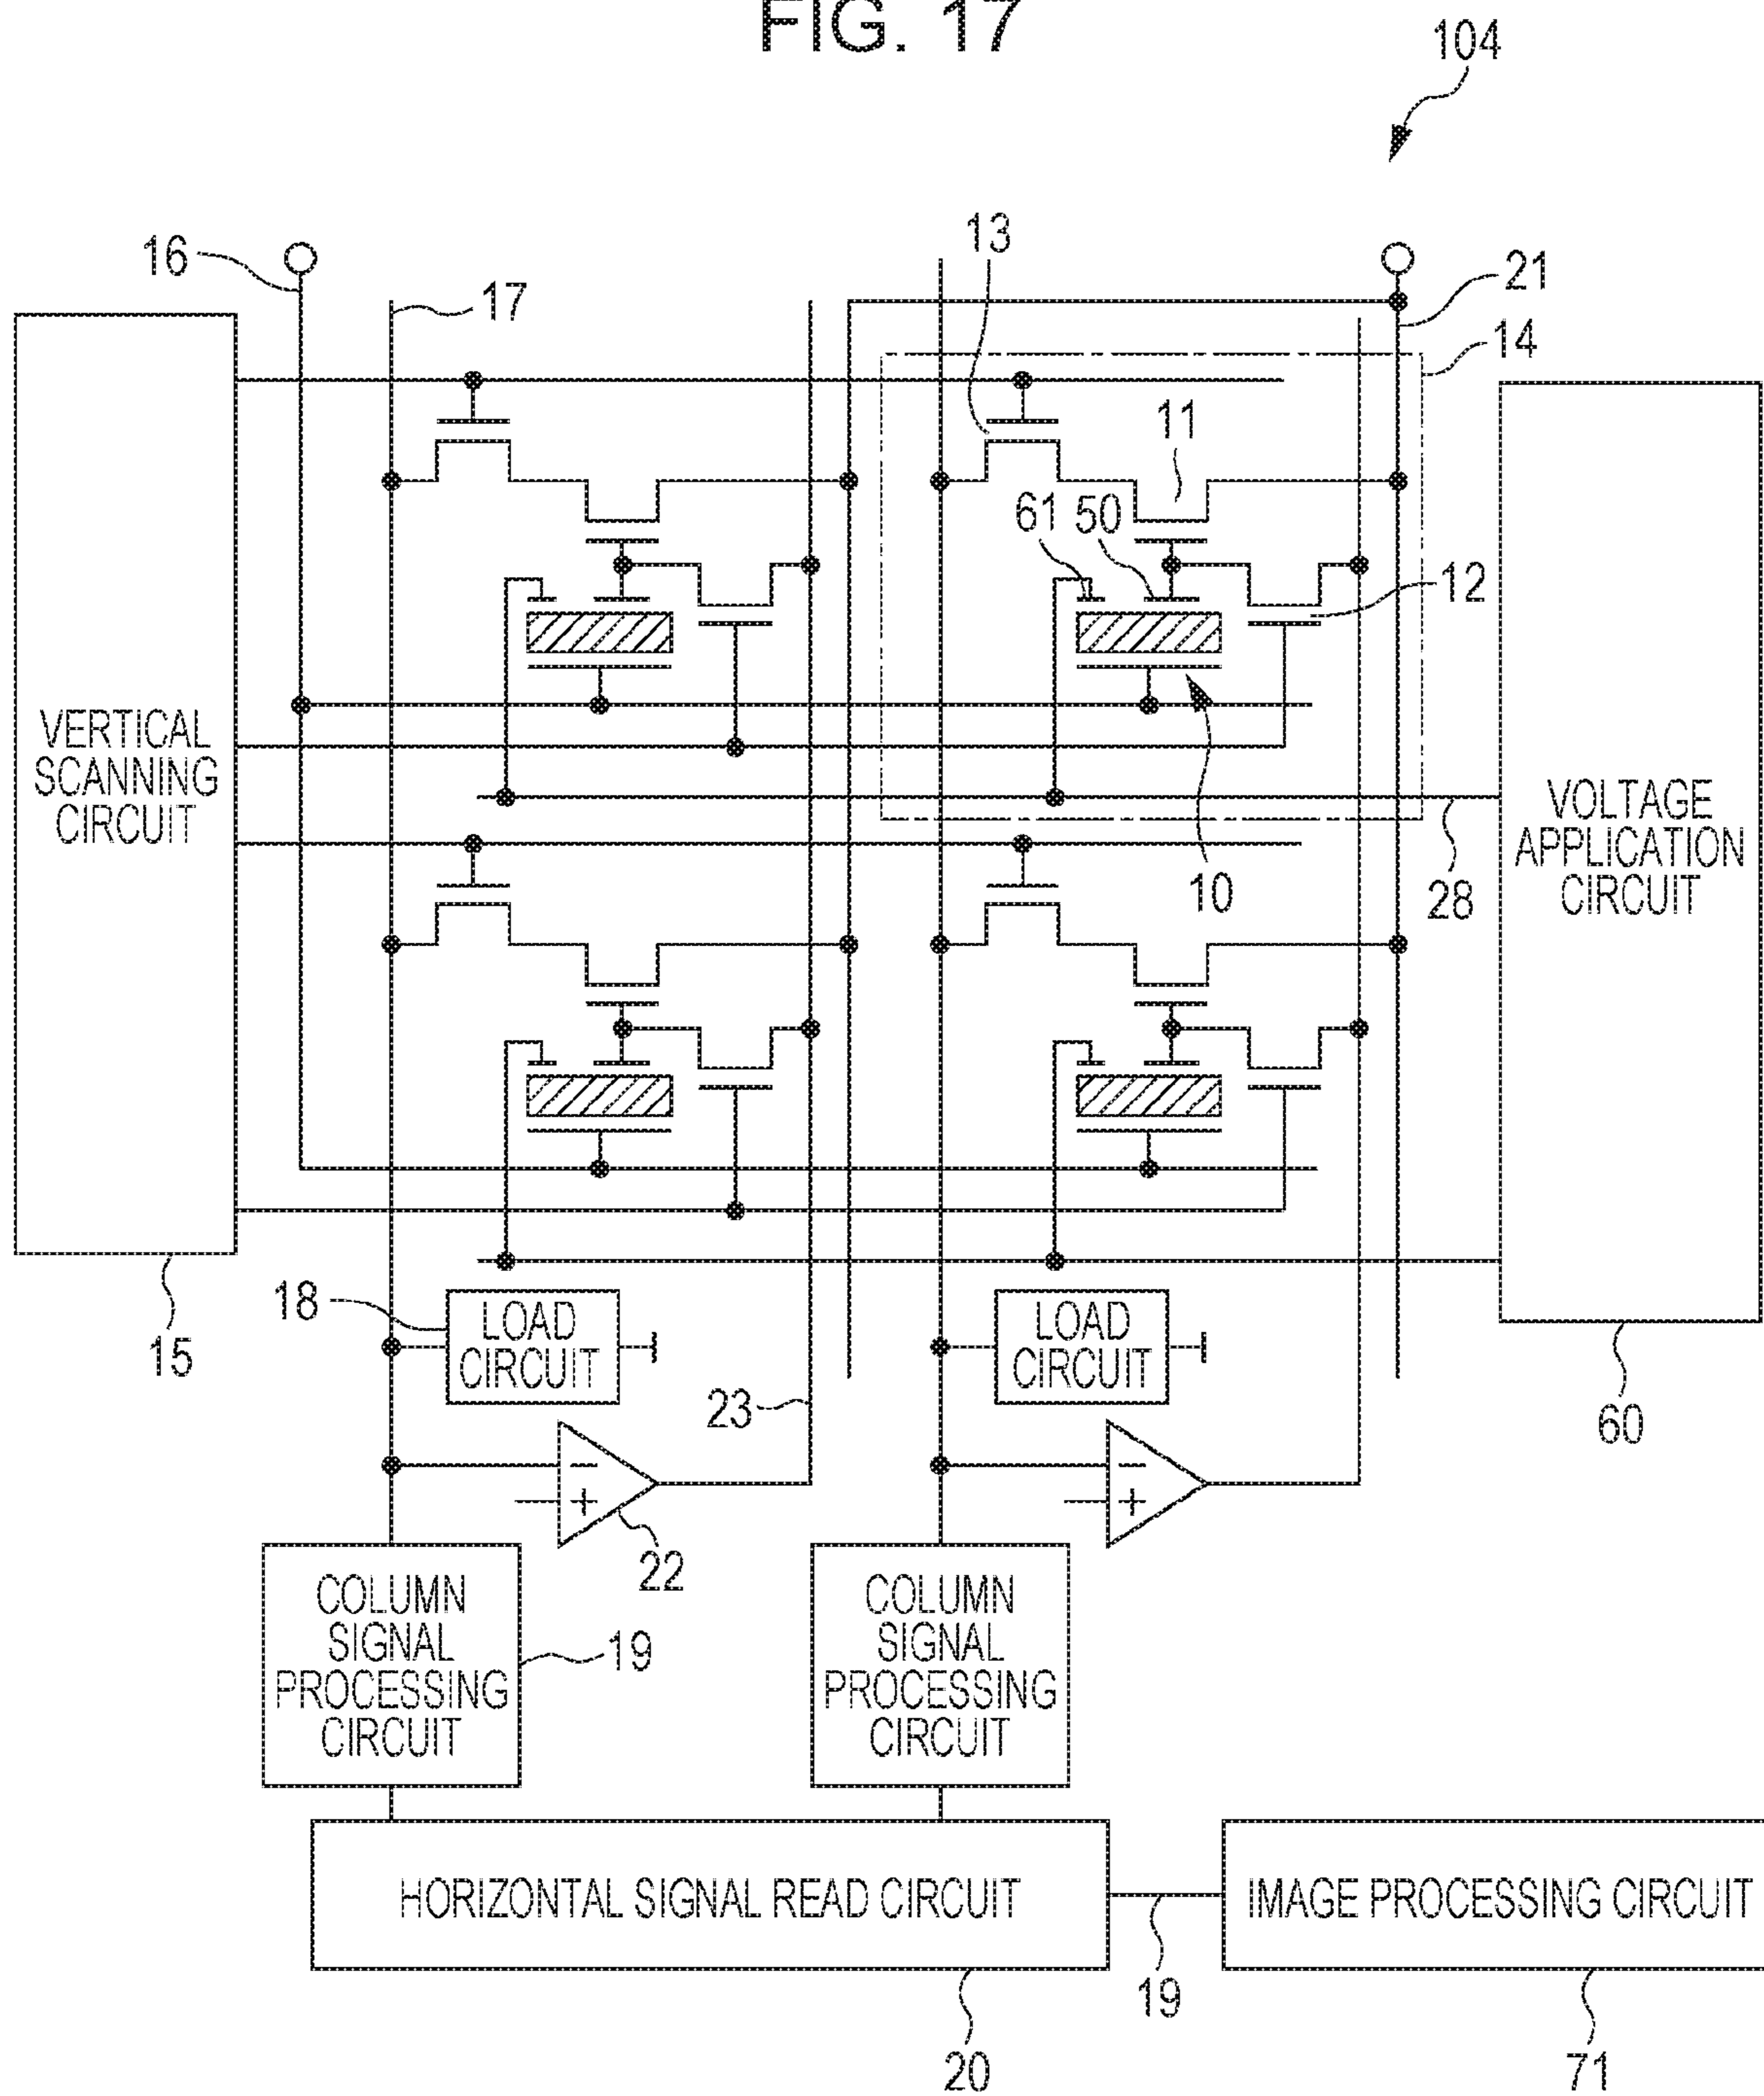 FIG. 17
104
16
17
13
21
14
11
61 50
12
VERTICAL
SCANNING
CIRCUIT
VOLTAGE
APPLICATION
CIRCUIT
10
28
15
18
LOAD
CIRCUIT
LOAD
CIRCUIT
23
60
−
+
−
+
22
COLUMN
SIGNAL
PROCESSING
CIRCUIT
19
COLUMN
SIGNAL
PROCESSING
CIRCUIT
HORIZONTAL SIGNAL READ CIRCUIT
IMAGE PROCESSING CIRCUIT
19
20
71